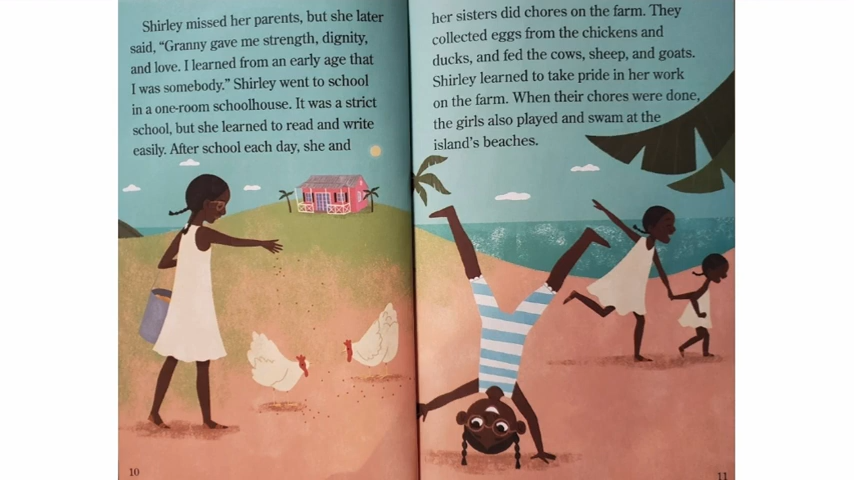 Shirley missed her parents, but she later
said, “Granny gave me strength, dignity,
and love. I learned from an early age that
I was somebody.” Shirley went to school
in a one-room schoolhouse. It was a strict
school, but she learned to read and write
easily. After school each day, she and
10
her sisters did chores on the farm. They
collected eggs from the chickens and
ducks, and fed the cows, sheep, and goats.
Shirley learned to take pride in her work
on the farm. When their chores were done,
the girls also played and swam at the
island’s beaches.
11